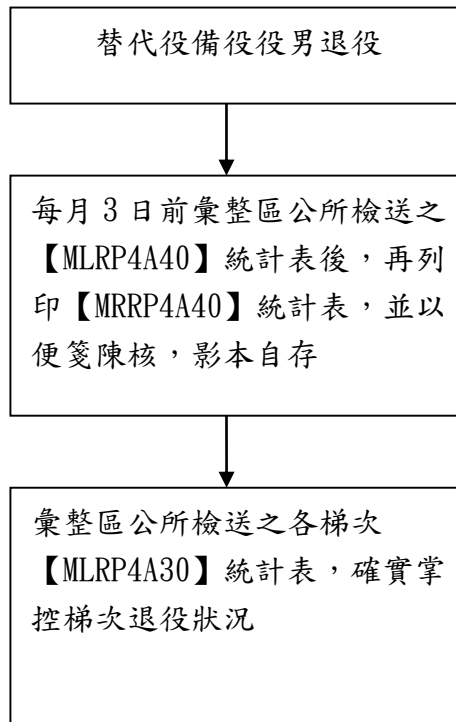 替代役備役役男退役
每月3日前彙整區公所檢送之
【MLRP4A40】統計表後，再列
印【MRRP4A40】統計表，並以
便箋陳核，影本自存
彙整區公所檢送之各梯次
【MLRP4A30】統計表，確實掌
控梯次退役狀況